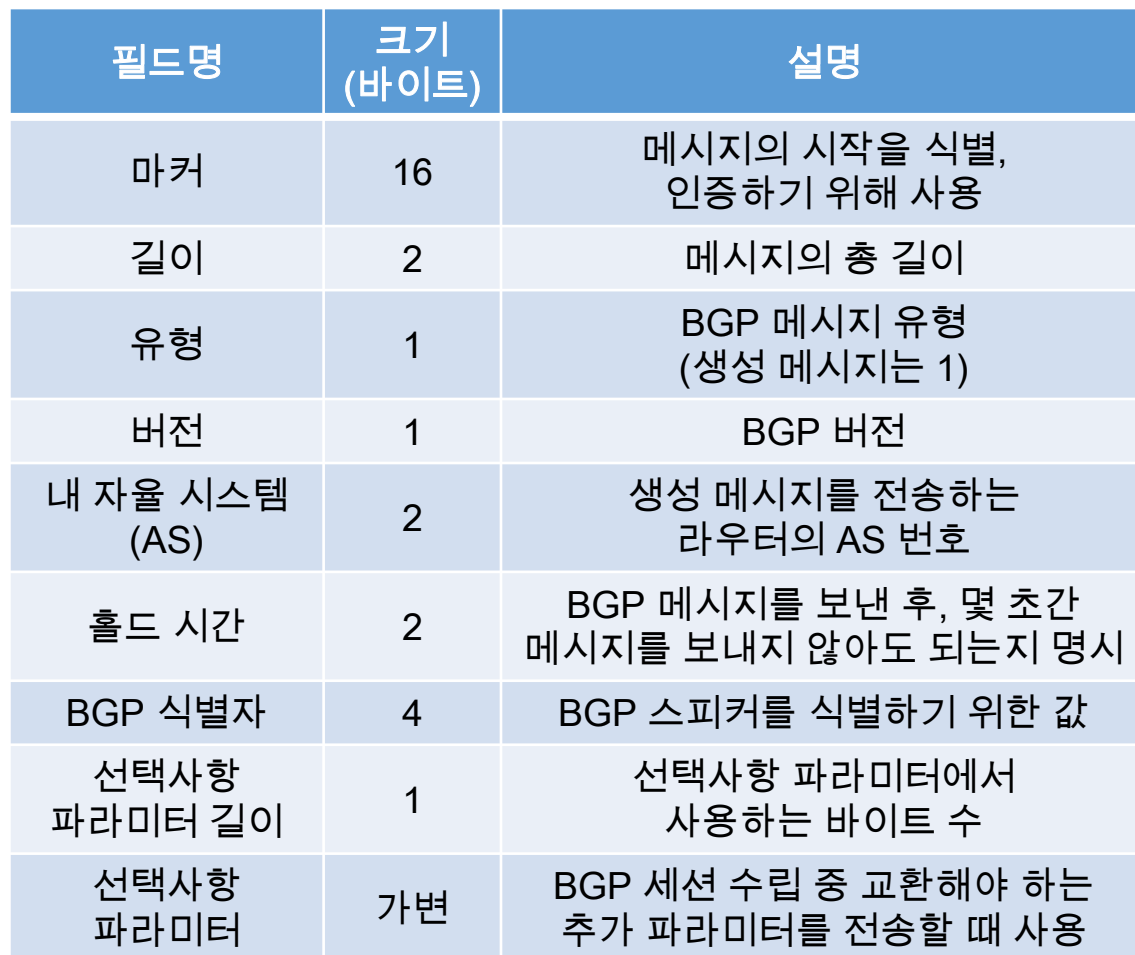 필드명
크기
(바이트)
설명
마커
16
메시지의 시작을 식별,
인증하기 위해 사용
길이
2
메시지의 총 길이
유형
1
BGP 메시지 유형
(생성 메시지는 1)
버전
1
BGP 버전
내 자율 시스템
(AS)
2
생성 메시지를 전송하는
라우터의 AS 번호
홀드 시간
2
BGP 메시지를 보낸 후, 몇 초간
메시지를 보내지 않아도 되는지 명시
BGP 식별자
4
BGP 스피커를 식별하기 위한 값
선택사항
파라미터 길이
1
선택사항 파라미터에서
사용하는 바이트 수
선택사항
파라미터
가변
BGP 세션 수립 중 교환해야 하는
추가 파라미터를 전송할 때 사용